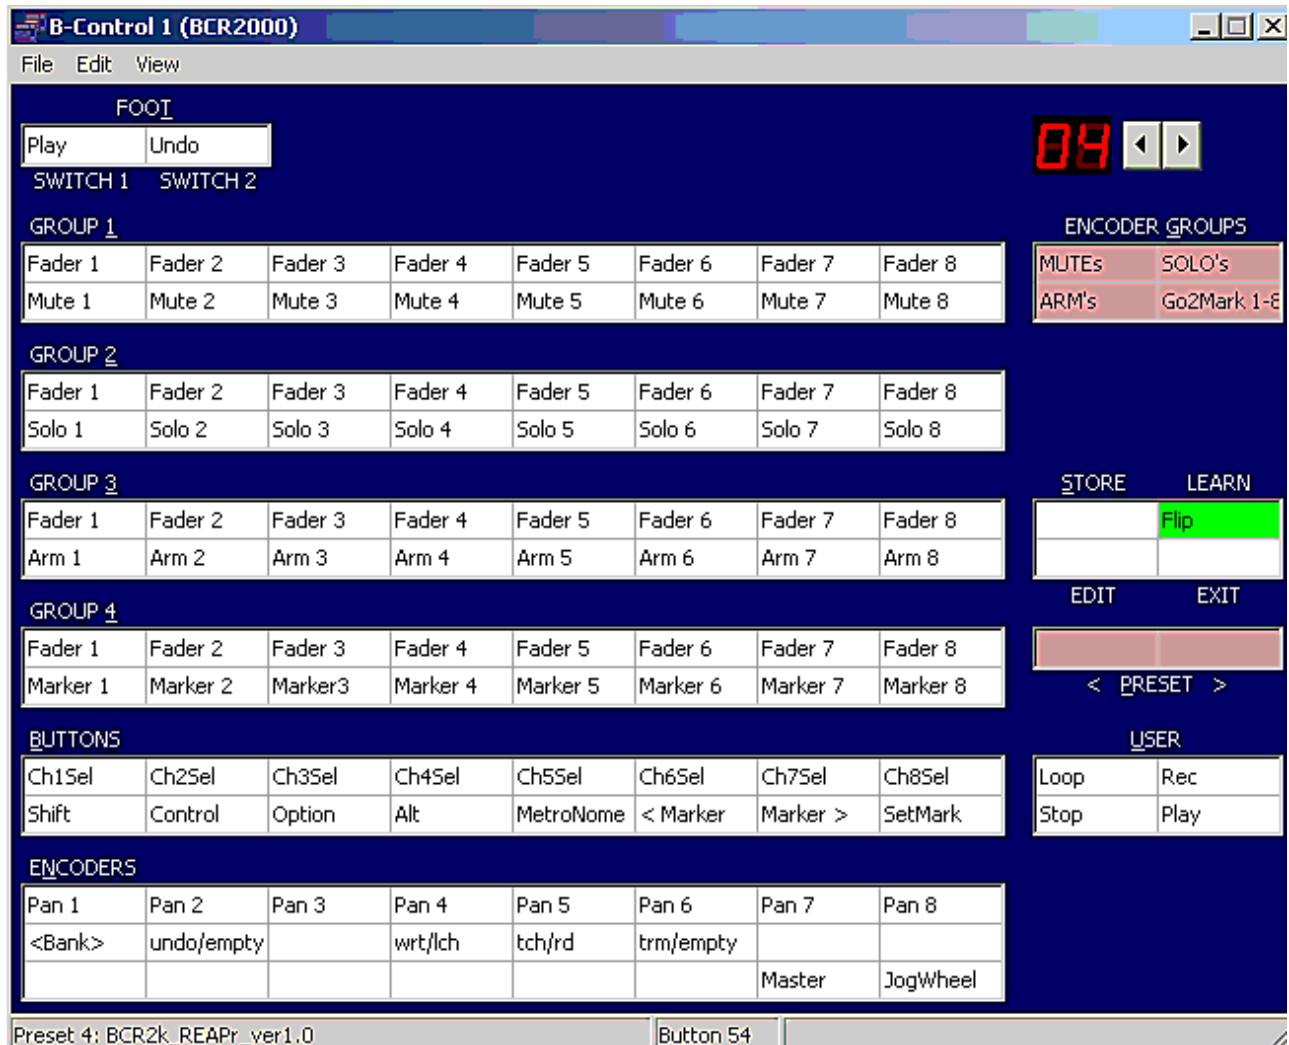 B-Control 1 (BCR2000)
File Edit View
FOOT
Play Undo
SWITCH 1 SWITCH 2
04
GROUP 1
Fader 1 Fader 2 Fader 3 Fader 4 Fader 5 Fader 6 Fader 7 Fader 8
Mute 1 Mute 2 Mute 3 Mute 4 Mute 5 Mute 6 Mute 7 Mute 8
ENCODER GROUPS
MUTEs SOLO's
ARM's Go2Mark 1-8
GROUP 2
Fader 1 Fader 2 Fader 3 Fader 4 Fader 5 Fader 6 Fader 7 Fader 8
Solo 1 Solo 2 Solo 3 Solo 4 Solo 5 Solo 6 Solo 7 Solo 8
GROUP 3
Fader 1 Fader 2 Fader 3 Fader 4 Fader 5 Fader 6 Fader 7 Fader 8
Arm 1 Arm 2 Arm 3 Arm 4 Arm 5 Arm 6 Arm 7 Arm 8
STORE LEARN
Flip
EDIT EXIT
GROUP 4
Fader 1 Fader 2 Fader 3 Fader 4 Fader 5 Fader 6 Fader 7 Fader 8
Marker 1 Marker 2 Marker3 Marker 4 Marker 5 Marker 6 Marker 7 Marker 8
< PRESET >
BUTTONS
Ch1Sel Ch2Sel Ch3Sel Ch4Sel Ch5Sel Ch6Sel Ch7Sel Ch8Sel
Shift Control Option Alt MetroNome < Marker Marker > SetMark
USER
Loop Rec
Stop Play
ENCODERS
Pan 1 Pan 2 Pan 3 Pan 4 Pan 5 Pan 6 Pan 7 Pan 8
<Bank> undo/empty wrt/lch tch/rd trm/empty
Master JogWheel
Preset 4: BCR2k_REAPr_ver1.0 Button 54